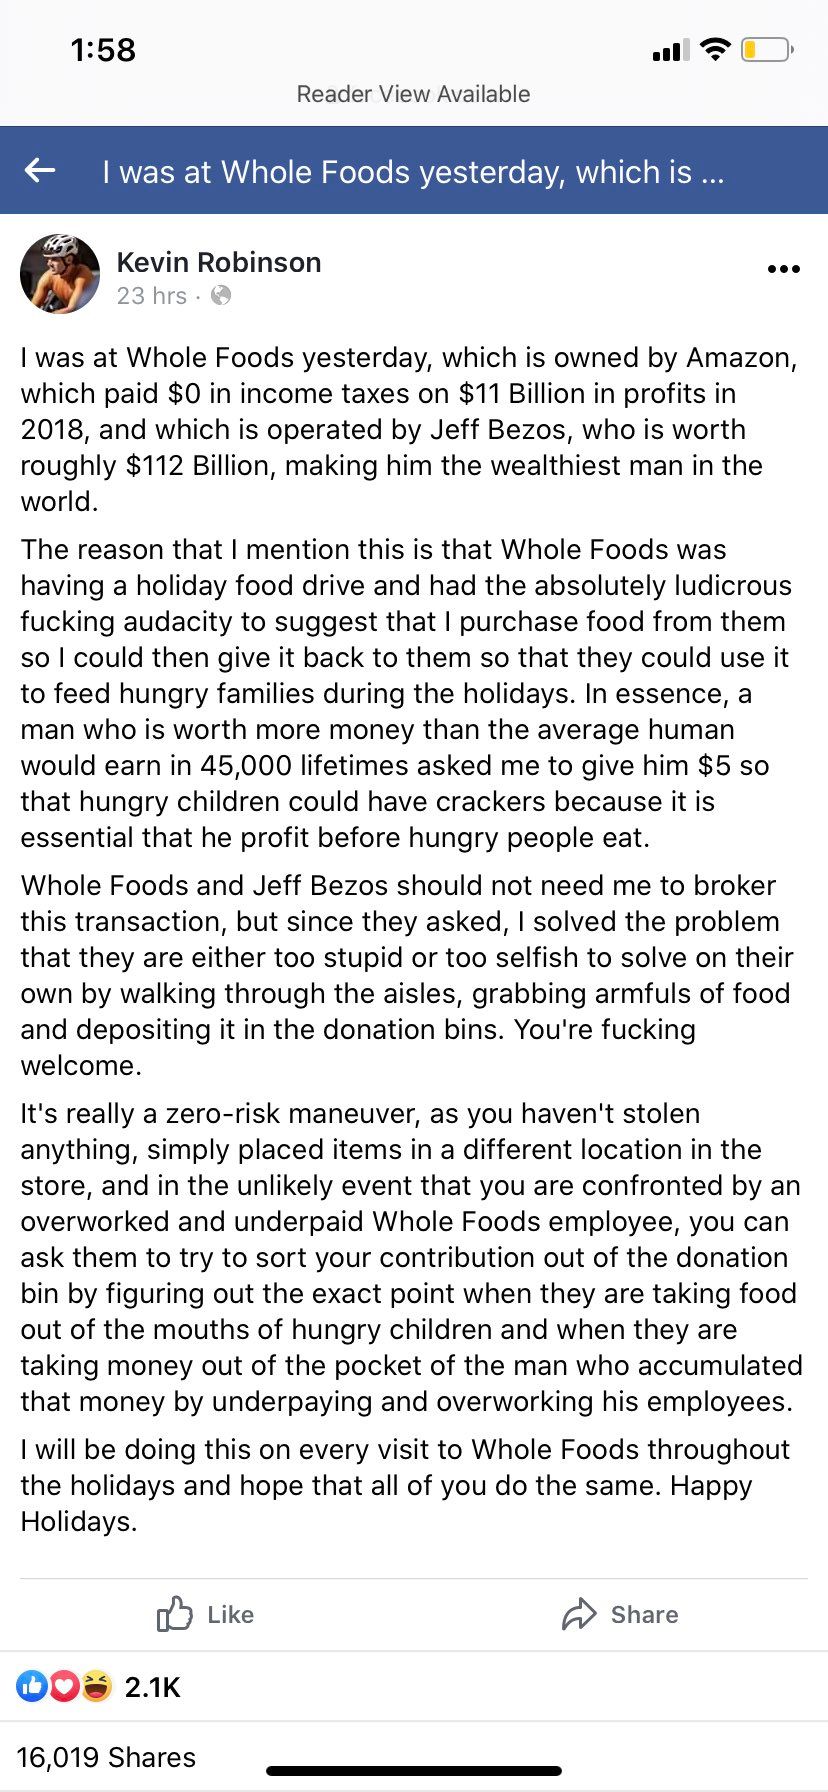 1:58
Reader View Available
I was at Whole Foods yesterday, which is ...
Kevin Robinson
23 hrs ·
I was at Whole Foods yesterday, which is owned by Amazon,
which paid $0 in income taxes on $11 Billion in profits in
2018, and which is operated by Jeff Bezos, who is worth
roughly $112 Billion, making him the wealthiest man in the
world.
The reason that I mention this is that Whole Foods was
having a holiday food drive and had the absolutely ludicrous
fucking audacity to suggest that I purchase food from them
so I could then give it back to them so that they could use it
to feed hungry families during the holidays. In essence, a
man who is worth more money than the average human
would earn in 45,000 lifetimes asked me to give him $5 so
that hungry children could have crackers because it is
essential that he profit before hungry people eat.
Whole Foods and Jeff Bezos should not need me to broker
this transaction, but since they asked, I solved the problem
that they are either too stupid or too selfish to solve on their
own by walking through the aisles, grabbing armfuls of food
and depositing it in the donation bins. You're fucking
welcome.
It's really a zero-risk maneuver, as you haven't stolen
anything, simply placed items in a different location in the
store, and in the unlikely event that you are confronted by an
overworked and underpaid Whole Foods employee, you can
ask them to try to sort your contribution out of the donation
bin by figuring out the exact point when they are taking food
out of the mouths of hungry children and when they are
taking money out of the pocket of the man who accumulated
that money by underpaying and overworking his employees.
I will be doing this on every visit to Whole Foods throughout
the holidays and hope that all of you do the same. Happy
Holidays.
Like
Share
2.1K
16,019 Shares